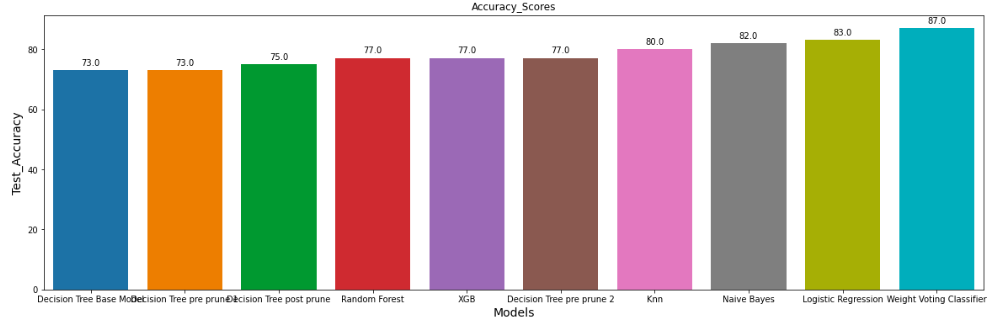 Accuracy_Scores
Test_Accuracy
80
60
40
20
0
73.0 73.0 75.0 77.0 77.0 77.0 80.0 82.0 83.0 87.0
Decision Tree Base Model Decision Tree pre prune 1 Decision Tree post prune Random Forest XGB Decision Tree pre prune 2 Knn Naive Bayes Logistic Regression Weight Voting Classifier
Models